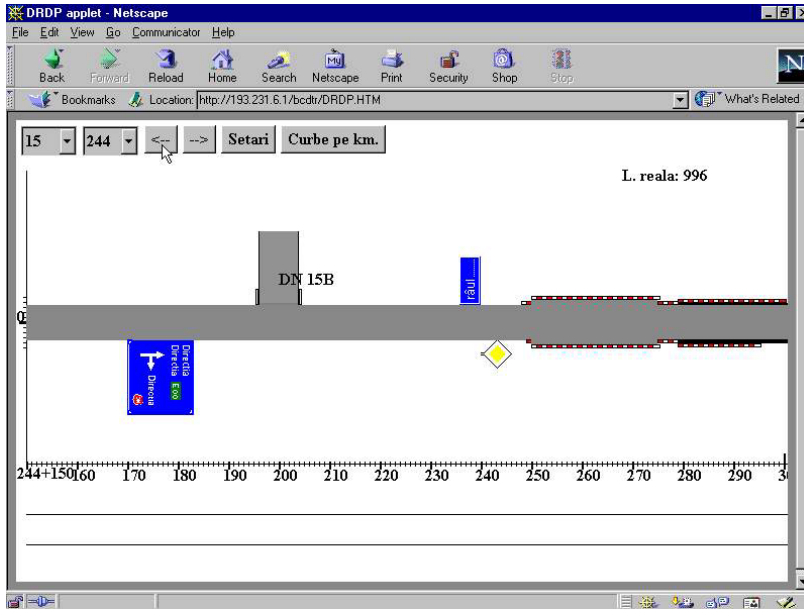 DRDP applet - Netscape
File Edit View Go Communicator Help
Back Forward Reload Home Search Netscape Print Security Shop Stop
Bookmarks Location: http://193.231.6.1/bcdtr/DRDP.HTM What's Related
15 244 <-- --> Setari Curbe pe km.
L. reala: 996
DN 15B
râul......
Directia
Directia
Directia
244+150 160 170 180 190 200 210 220 230 240 250 260 270 280 290